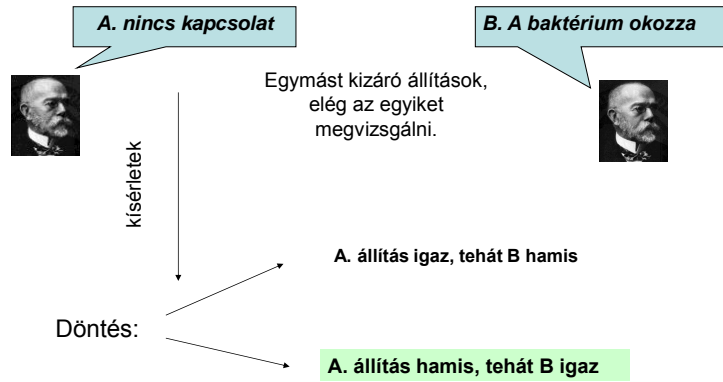 A. nincs kapcsolat
B. A baktérium okozza
Egymást kizáró állítások,
elég az egyiket
megvizsgálni.
kísérletek
A. állítás igaz, tehát B hamis
Döntés:
A. állítás hamis, tehát B igaz